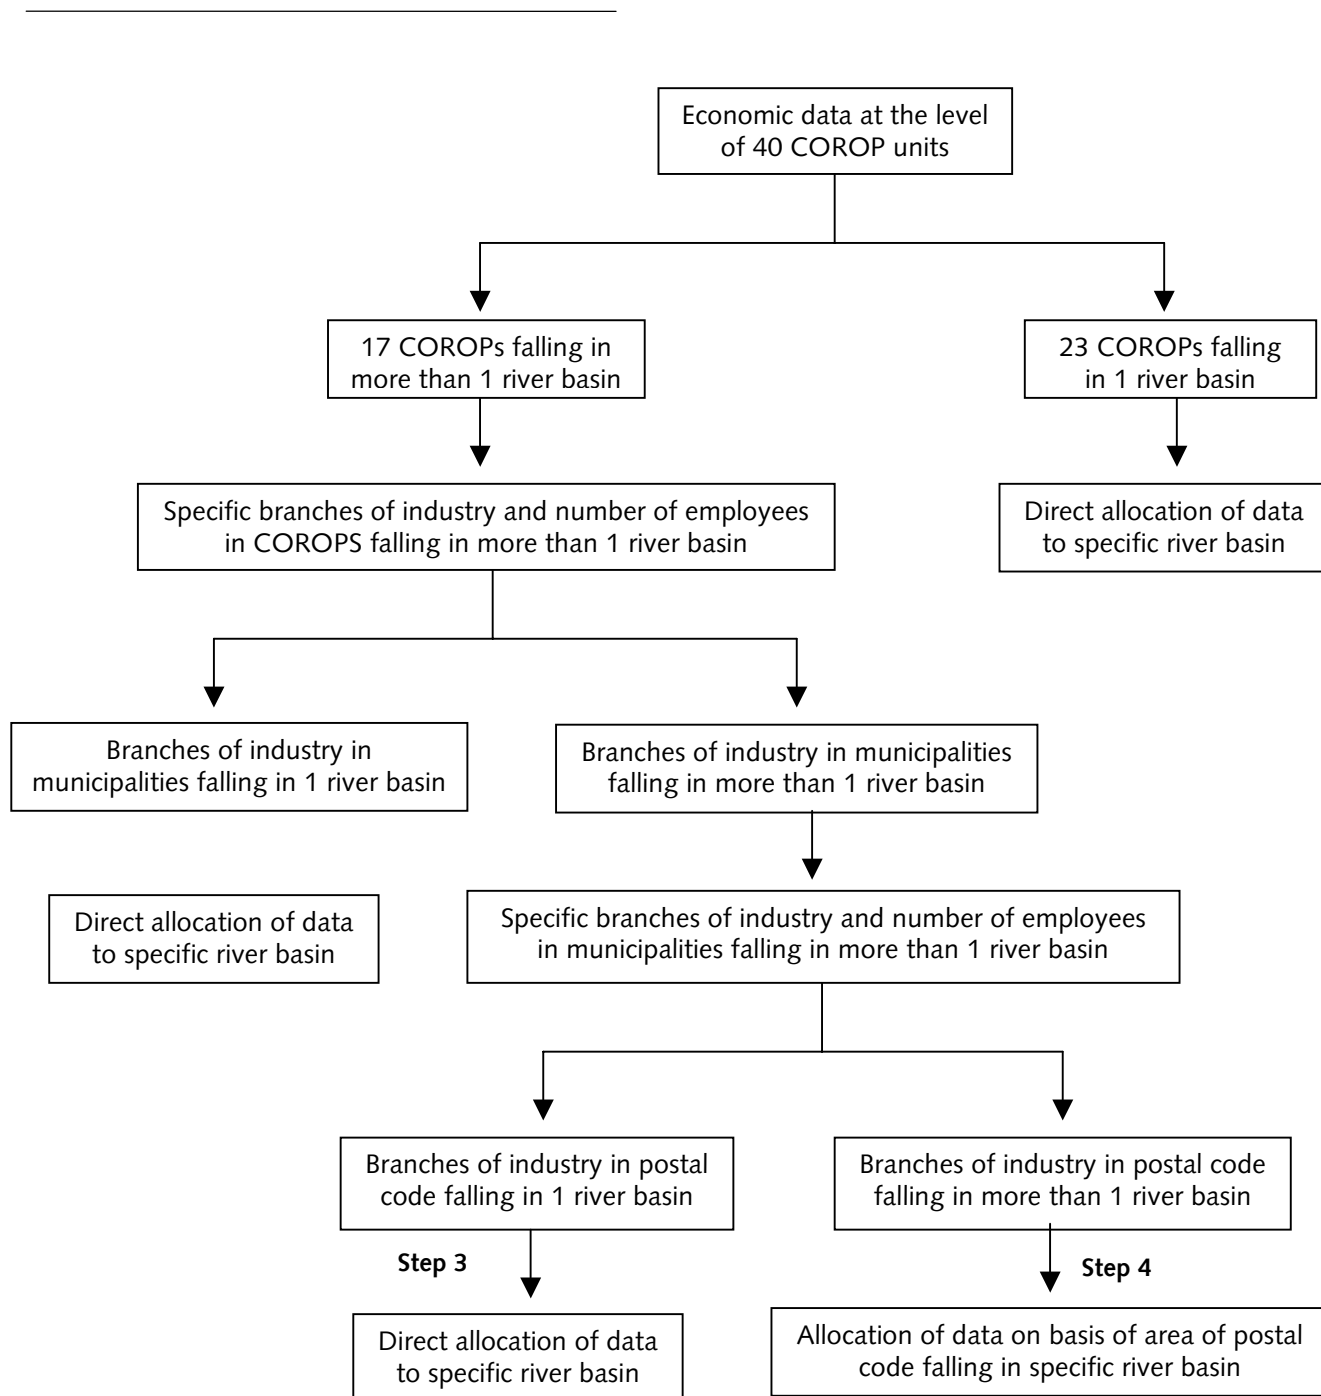 Economic data at the level
of 40 COROP units
17 COROPs falling in
more than 1 river basin
23 COROPs falling
in 1 river basin
Specific branches of industry and number of employees
in COROPS falling in more than 1 river basin
Direct allocation of data
to specific river basin
Branches of industry in
municipalities falling in 1 river basin
Branches of industry in municipalities
falling in more than 1 river basin
Direct allocation of data
to specific river basin
Specific branches of industry and number of employees
in municipalities falling in more than 1 river basin
Branches of industry in postal
code falling in 1 river basin
Branches of industry in postal code
falling in more than 1 river basin
Step 3
Step 4
Direct allocation of data
to specific river basin
Allocation of data on basis of area of postal
code falling in specific river basin